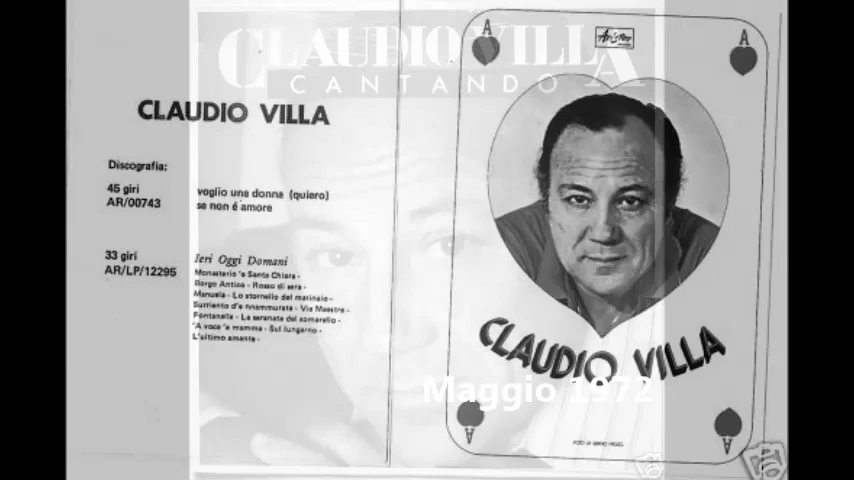 CLAUDIO VILLA
CANTANDO
CLAUDIO VILLA
Discografia:
45 giri
AR/00743
voglio una donna (quiero)
se non é amore
33 giri
AR/LP/12295
Ieri Oggi Domani
Monasterio 'e Santa Chiara -
Borgo Antico - Rosso di sera -
Manuela - Lo stornello del marinaio -
Surriento d'e nnammurate - Via Maestra -
Fontanella - La serenata del somarello -
'A voce 'e mamma - Sul lungarno -
L'ultimo amante -
A
Ariston
A
CLAUDIO VILLA
Maggio 1972
A
A